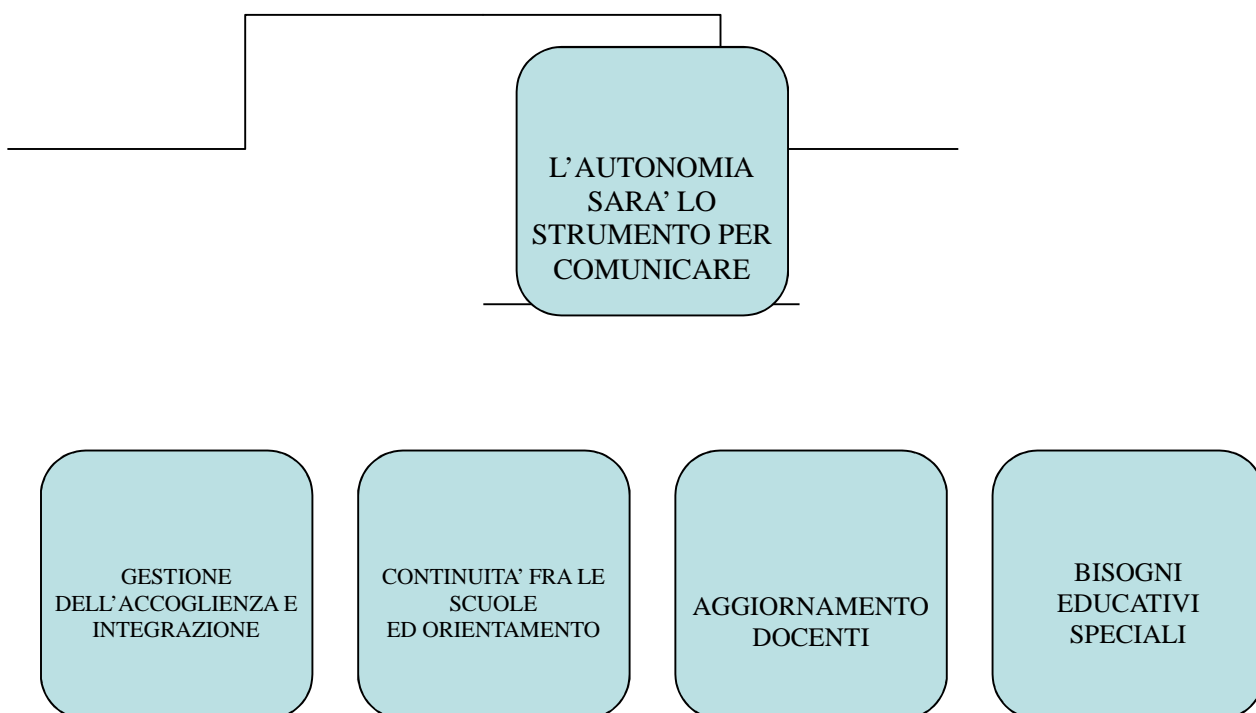 L’AUTONOMIA
SARA’ LO
STRUMENTO PER
COMUNICARE
GESTIONE
DELL’ACCOGLIENZA E
INTEGRAZIONE
CONTINUITA’ FRA LE
SCUOLE
ED ORIENTAMENTO
AGGIORNAMENTO
DOCENTI
BISOGNI
EDUCATIVI
SPECIALI